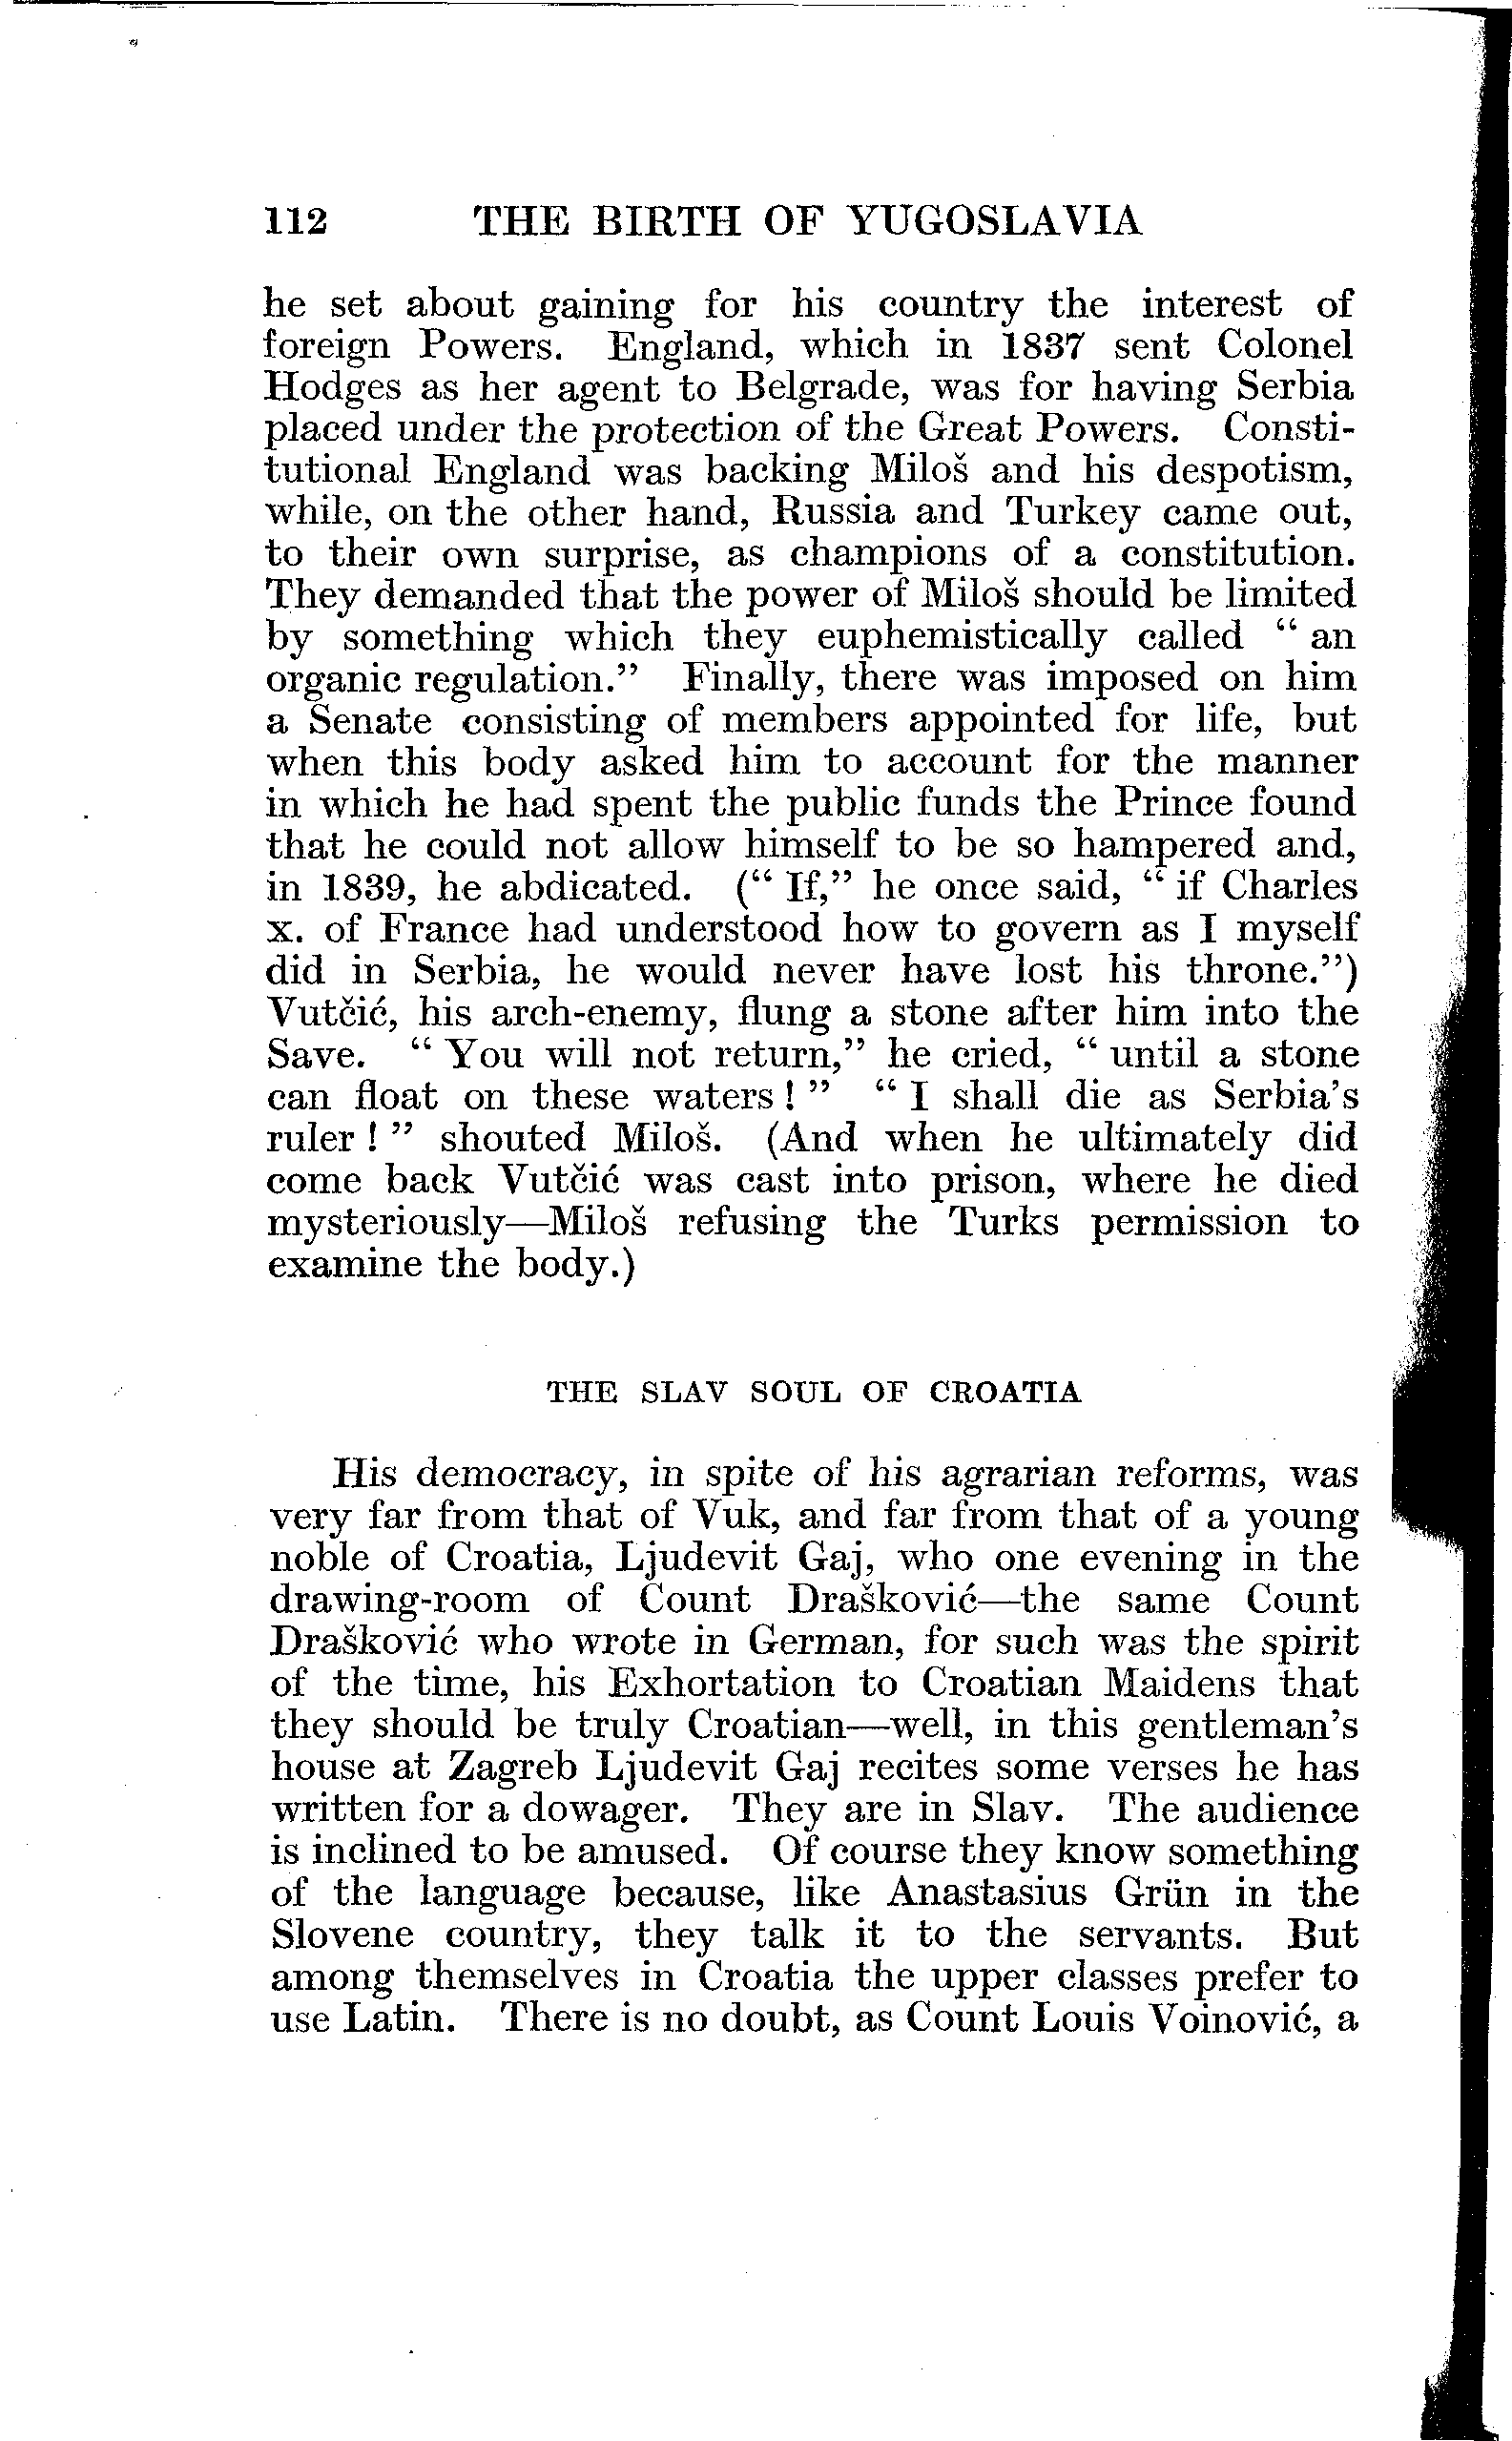 112 THE BIRTH OF YUGOSLAVIA
he set about gaining for his country the interest of
foreign Powers. England, which in 1837 sent Colonel
Hodges as her agent to Belgrade, was for having Serbia
placed under the protection of the Great Powers. Consti-
tutional England was backing Miloš and his despotism,
while, on the other hand, Russia and Turkey came out,
to their own surprise, as champions of a constitution.
They demanded that the power of Miloš should be limited
by something which they euphemistically called “ an
organic regulation.” Finally, there was imposed on him
a Senate consisting of members appointed for life, but
when this body asked him to account for the manner
in which he had spent the public funds the Prince found
that he could not allow himself to be so hampered and,
in 1839, he abdicated. (“ If,” he once said, “ if Charles
X. of France had understood how to govern as I myself
did in Serbia, he would never have lost his throne.”)
Vutčić, his arch-enemy, flung a stone after him into the
Save. “ You will not return,” he cried, “ until a stone
can float on these waters ! ” “ I shall die as Serbia's
ruler ! ” shouted Miloš. (And when he ultimately did
come back Vutčić was cast into prison, where he died
mysteriously—Miloš refusing the Turks permission to
examine the body.)
THE SLAV SOUL OF CROATIA
His democracy, in spite of his agrarian reforms, was
very far from that of Vuk, and far from that of a young
noble of Croatia, Ljudevit Gaj, who one evening in the
drawing-room of Count Drašković—the same Count
Drašković who wrote in German, for such was the spirit
of the time, his Exhortation to Croatian Maidens that
they should be truly Croatian—well, in this gentleman's
house at Zagreb Ljudevit Gaj recites some verses he has
written for a dowager. They are in Slav. The audience
is inclined to be amused. Of course they know something
of the language because, like Anastasius Grün in the
Slovene country, they talk it to the servants. But
among themselves in Croatia the upper classes prefer to
use Latin. There is no doubt, as Count Louis Voinović, a